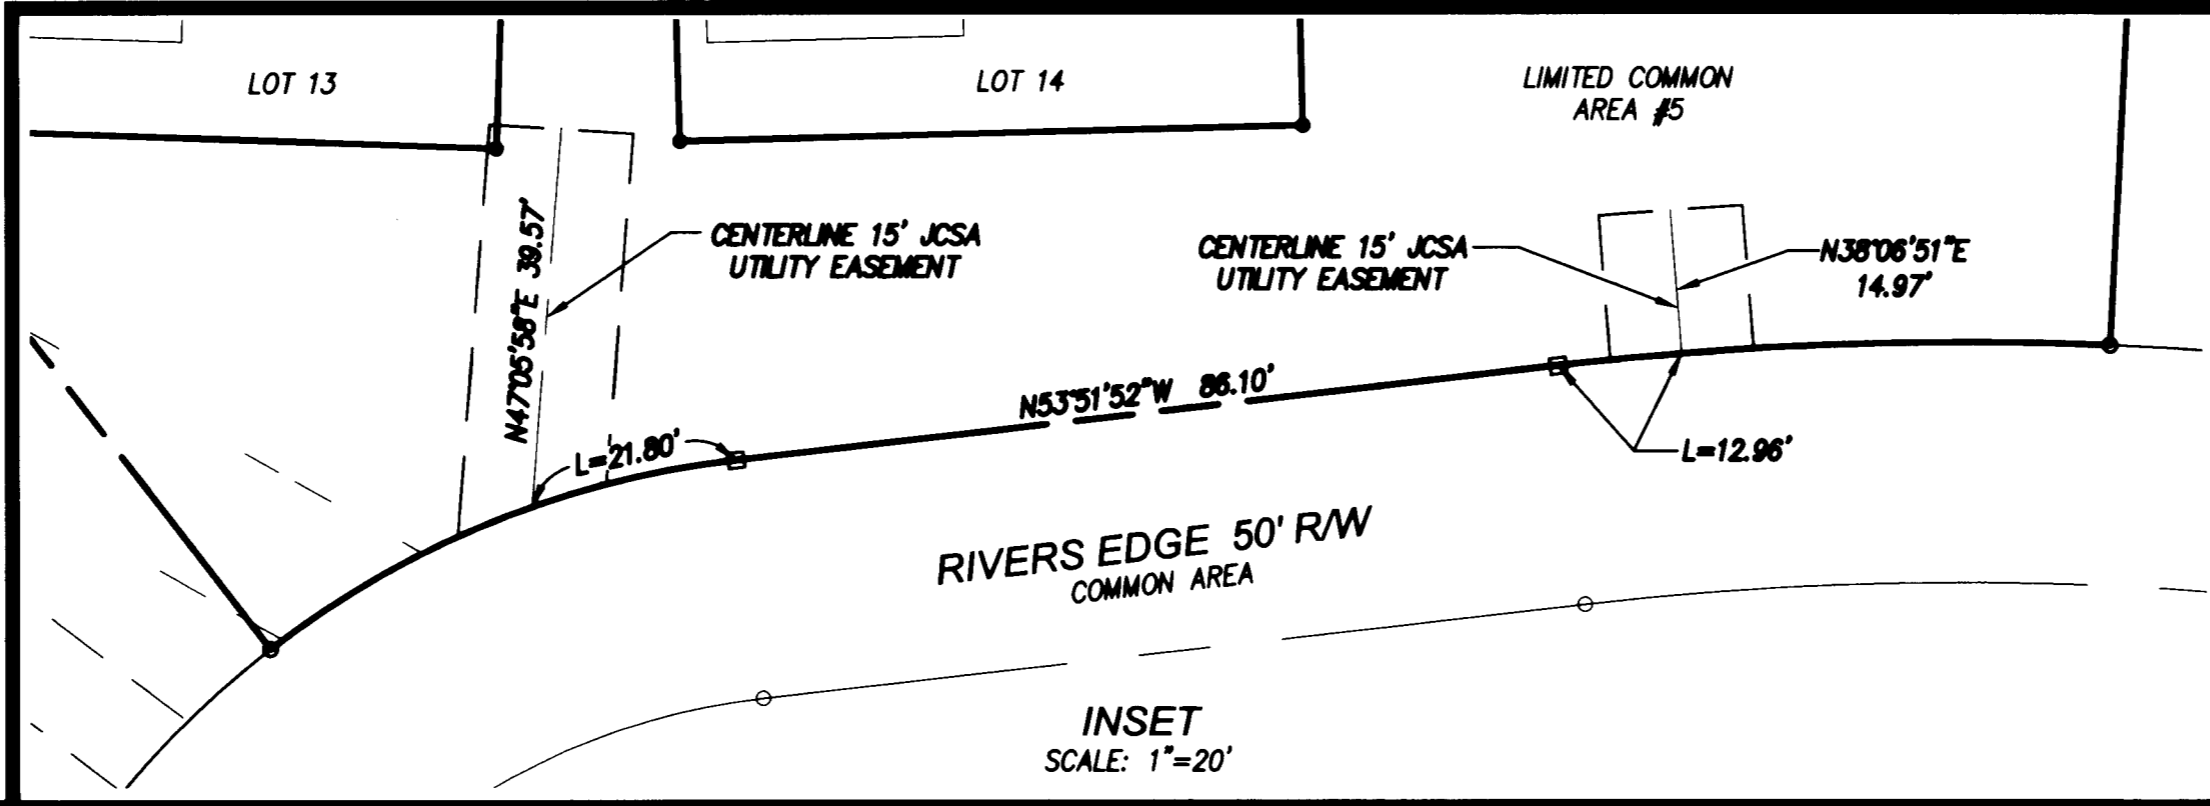 LOT 13
LOT 14
LIMITED COMMON
AREA #5
N47°05'58"E 39.57'
CENTERLINE 15' JCSA
UTILITY EASEMENT
CENTERLINE 15' JCSA
UTILITY EASEMENT
N38°06'51"E
14.97'
N53°51'52"W 86.10'
L=21.80'
L=12.96'
RIVERS EDGE 50' R/W
COMMON AREA
INSET
SCALE: 1"=20'